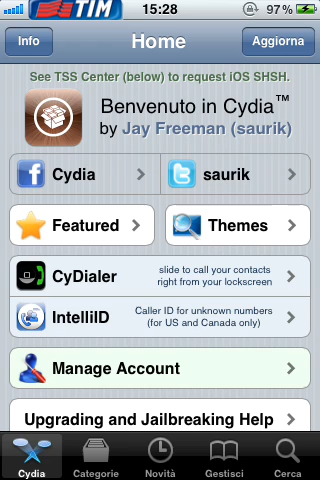 TIM 15:28 97%
Info Home Aggiorna
See TSS Center (below) to request iOS SHSH.
Benvenuto in Cydia™
by Jay Freeman (saurik)
Cydia saurik
Featured Themes
CyDialer slide to call your contacts
right from your lockscreen
IntelliID Caller ID for unknown numbers
(for US and Canada only)
Manage Account
Upgrading and Jailbreaking Help
Cydia Categorie Novità Gestisci Cerca